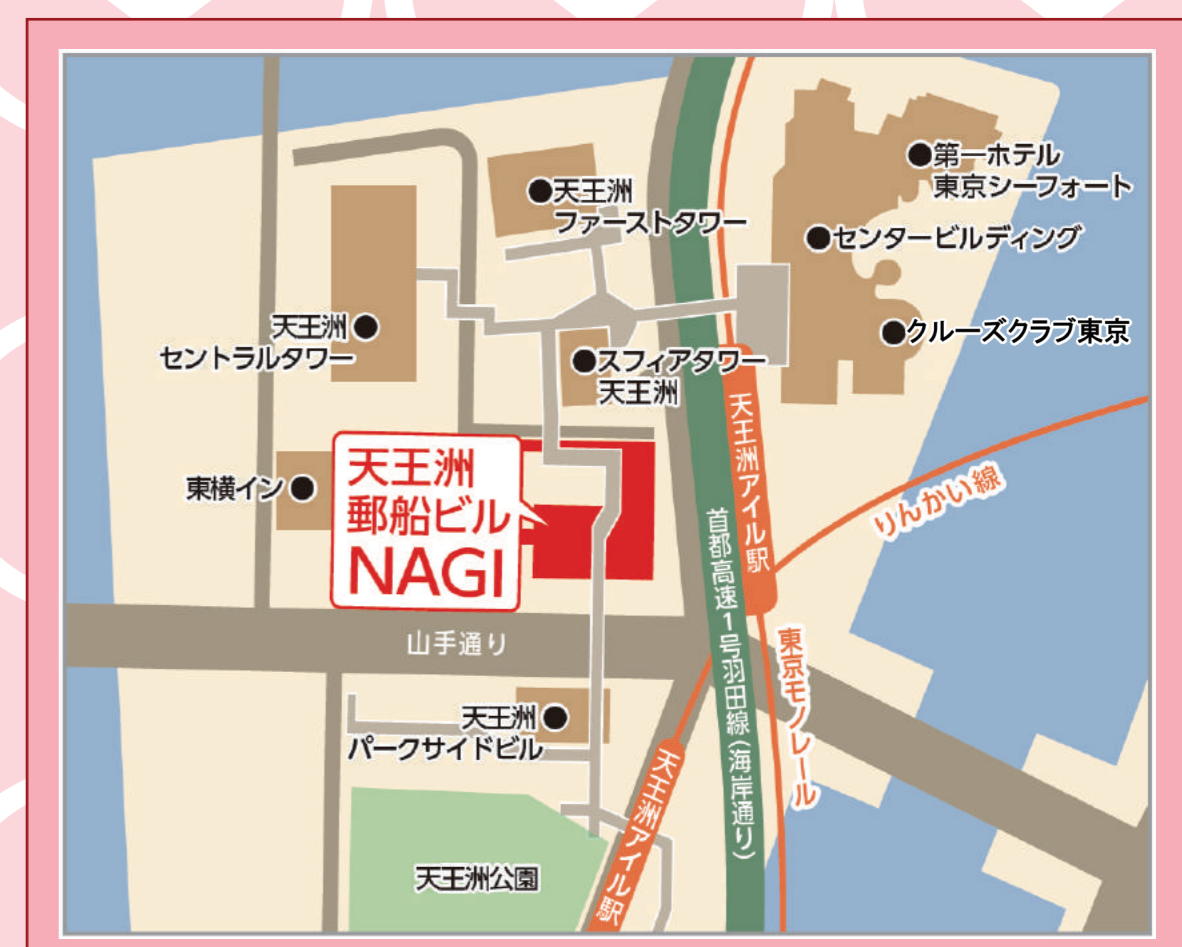 第一ホテル
東京シーフォート
天王洲
ファーストタワー
センタービルディング
天王洲
セントラルタワー
クルーズクラブ東京
スフィアタワー
天王洲
天王洲アイル駅
りんかい線
東横イン
天王洲
郵船ビル
NAGI
首都高速1号羽田線(海岸通り)
山手通り
東京モノレール
天王洲
パークサイドビル
天王洲アイル駅
天王洲公園